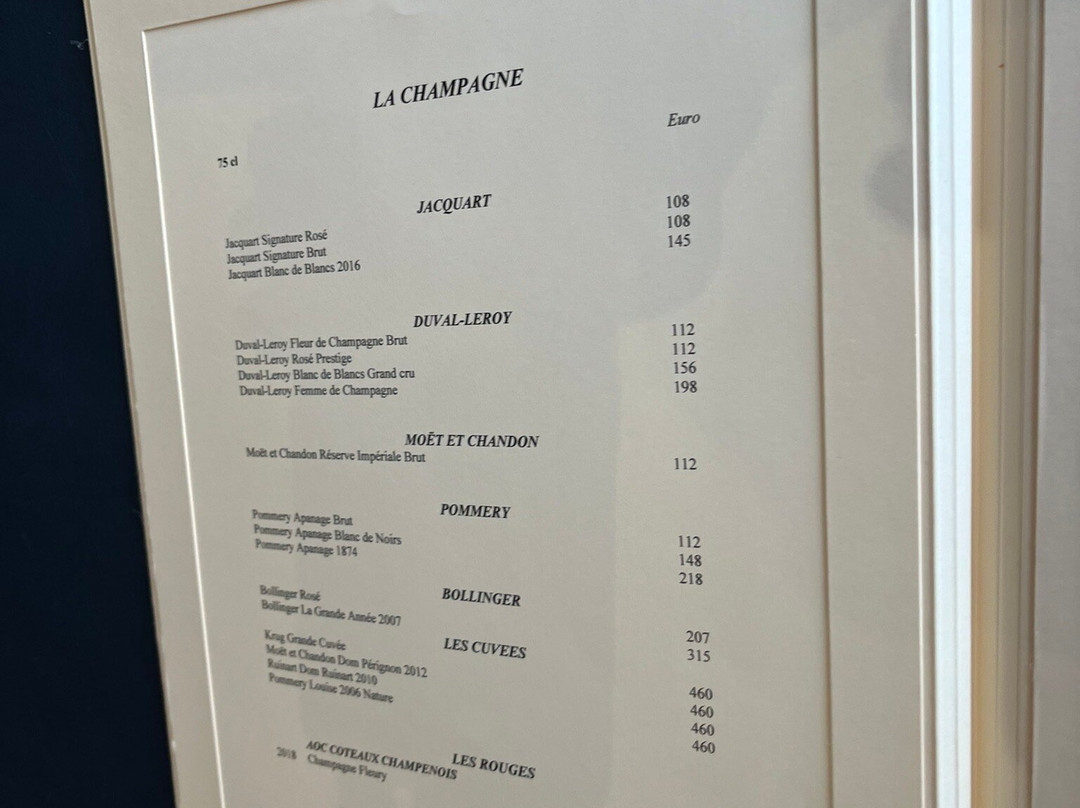 LA CHAMPAGNE
Euro
75 cl
JACQUART
Jacquart Signature Rosé 108
Jacquart Signature Brut 108
Jacquart Blanc de Blancs 2016 145
DUVAL-LEROY
Duval-Leroy Fleur de Champagne Brut 112
Duval-Leroy Rosé Prestige 112
Duval-Leroy Blanc de Blancs Grand cru 156
Duval-Leroy Femme de Champagne 198
MOËT ET CHANDON
Moët et Chandon Réserve Impériale Brut 112
POMMERY
Pommery Apanage Brut 112
Pommery Apanage Blanc de Noirs 148
Pommery Apanage 1874 218
BOLLINGER
Bollinger Rosé 207
Bollinger La Grande Année 2007 315
LES CUVEES
Krug Grande Cuvée 460
Moët et Chandon Dom Pérignon 2012 460
Ruinart Dom Ruinart 2010 460
Pommery Louise 2006 Nature 460
LES ROUGES
AOC COTEAUX CHAMPENOIS
2018 Champagne Fleury